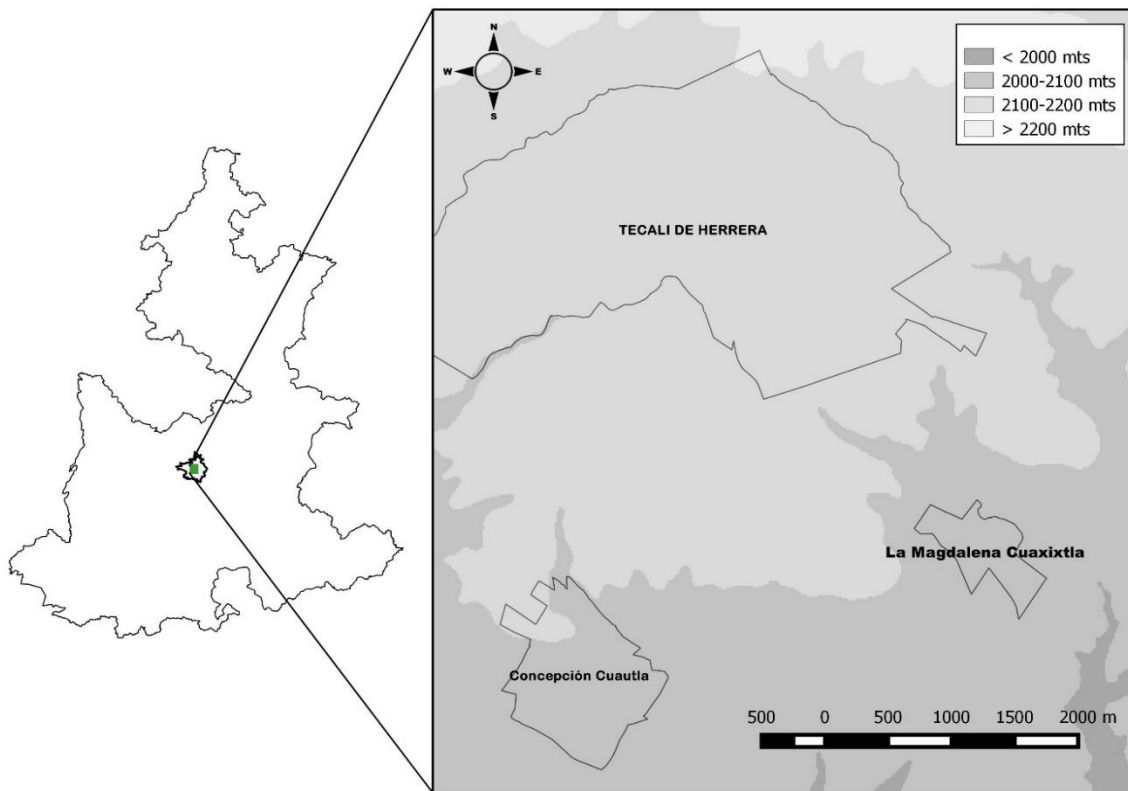 N
W E
S
< 2000 mts
2000-2100 mts
2100-2200 mts
> 2200 mts
TECALI DE HERRERA
La Magdalena Cuaxixtla
Concepción Cuautla
500 0 500 1000 1500 2000 m